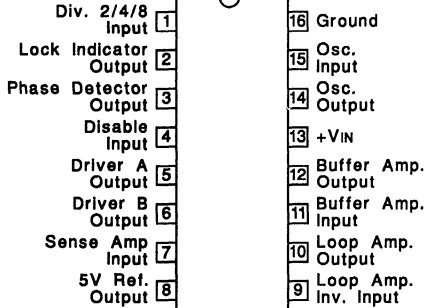 Div. 2/4/8
Input 1
Lock Indicator
Output 2
Phase Detector
Output 3
Disable
Input 4
Driver A
Output 5
Driver B
Output 6
Sense Amp
Input 7
5V Ref.
Output 8
16 Ground
Osc.
15 Input
Osc.
14 Output
13 +VIN
Buffer Amp.
12 Output
Buffer Amp.
11 Input
Loop Amp.
10 Output
Loop Amp.
9 Inv. Input